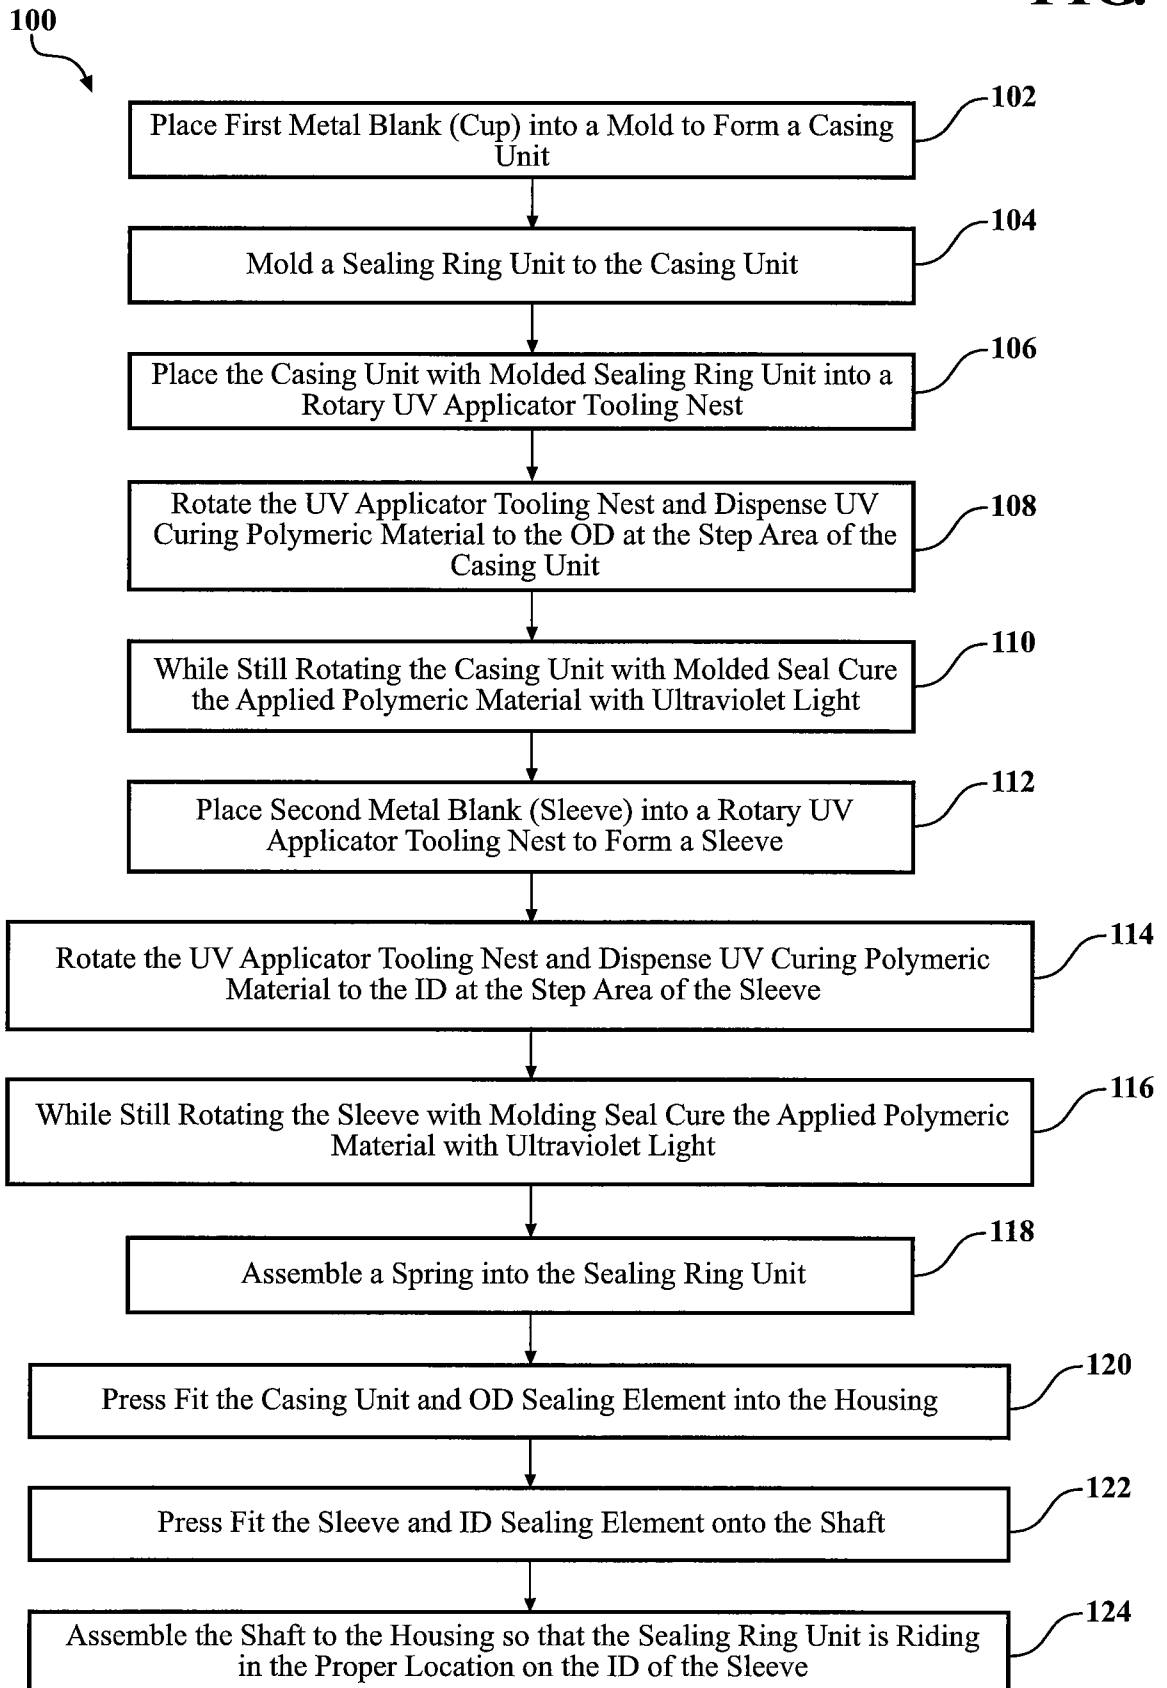 100
102
Place First Metal Blank (Cup) into a Mold to Form a Casing
Unit
104
Mold a Sealing Ring Unit to the Casing Unit
106
Place the Casing Unit with Molded Sealing Ring Unit into a
Rotary UV Applicator Tooling Nest
108
Rotate the UV Applicator Tooling Nest and Dispense UV
Curing Polymeric Material to the OD at the Step Area of the
Casing Unit
110
While Still Rotating the Casing Unit with Molded Seal Cure
the Applied Polymeric Material with Ultraviolet Light
112
Place Second Metal Blank (Sleeve) into a Rotary UV
Applicator Tooling Nest to Form a Sleeve
114
Rotate the UV Applicator Tooling Nest and Dispense UV Curing Polymeric
Material to the ID at the Step Area of the Sleeve
116
While Still Rotating the Sleeve with Molding Seal Cure the Applied Polymeric
Material with Ultraviolet Light
118
Assemble a Spring into the Sealing Ring Unit
120
Press Fit the Casing Unit and OD Sealing Element into the Housing
122
Press Fit the Sleeve and ID Sealing Element onto the Shaft
124
Assemble the Shaft to the Housing so that the Sealing Ring Unit is Riding
in the Proper Location on the ID of the Sleeve